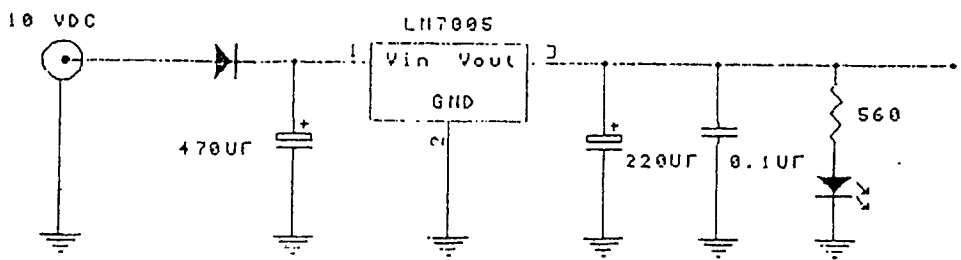 10 VDC
LM7805
1
Vin Vout
3
GND
2
560
470UF
220UF
0.1UF